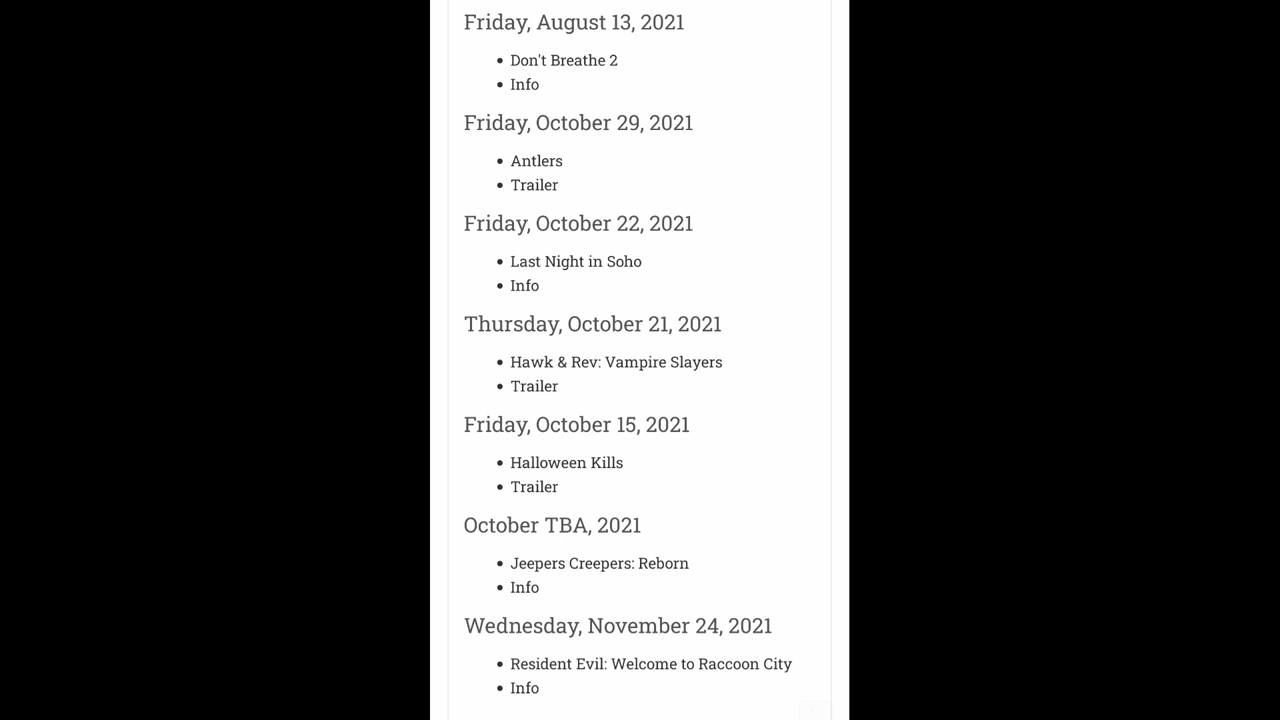 Friday, August 13, 2021
Don't Breathe 2
Info
Friday, October 29, 2021
Antlers
Trailer
Friday, October 22, 2021
Last Night in Soho
Info
Thursday, October 21, 2021
Hawk & Rev: Vampire Slayers
Trailer
Friday, October 15, 2021
Halloween Kills
Trailer
October TBA, 2021
Jeepers Creepers: Reborn
Info
Wednesday, November 24, 2021
Resident Evil: Welcome to Raccoon City
Info